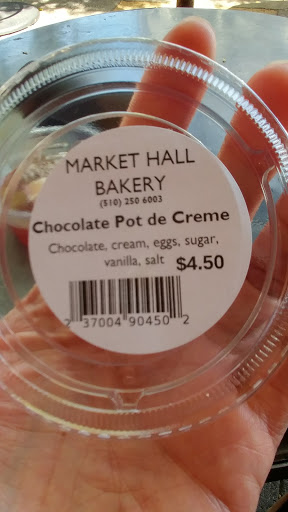 MARKET HALL
BAKERY
(510) 250 6003
Chocolate Pot de Creme
Chocolate, cream, eggs, sugar,
vanilla, salt $4.50
2 37004 90450 2